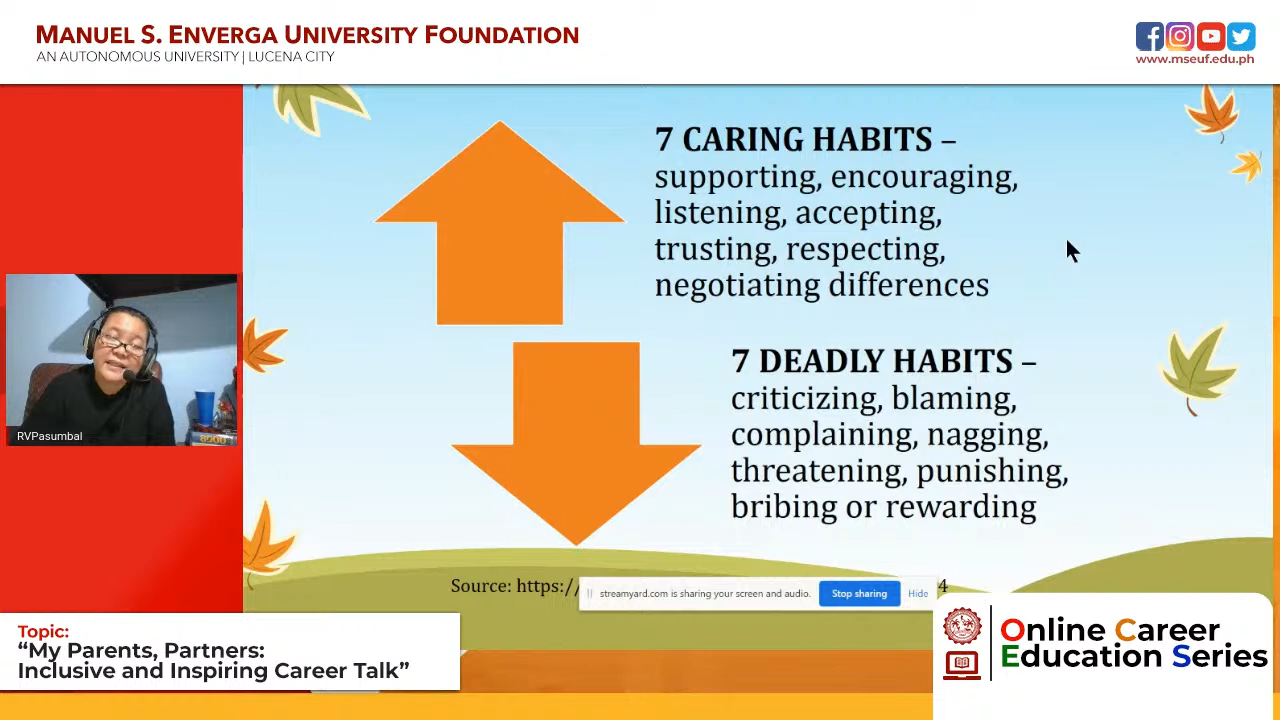 MANUEL S. ENVERGA UNIVERSITY FOUNDATION
AN AUTONOMOUS UNIVERSITY | LUCENA CITY
www.mseuf.edu.ph
7 CARING HABITS –
supporting, encouraging,
listening, accepting,
trusting, respecting,
negotiating differences
7 DEADLY HABITS –
criticizing, blaming,
complaining, nagging,
threatening, punishing,
bribing or rewarding
RVPasumbal
Source: https:/
4
streamyard.com is sharing your screen and audio.
Stop sharing
Hide
Topic:
“My Parents, Partners:
Inclusive and Inspiring Career Talk”
Online Career
Education Series